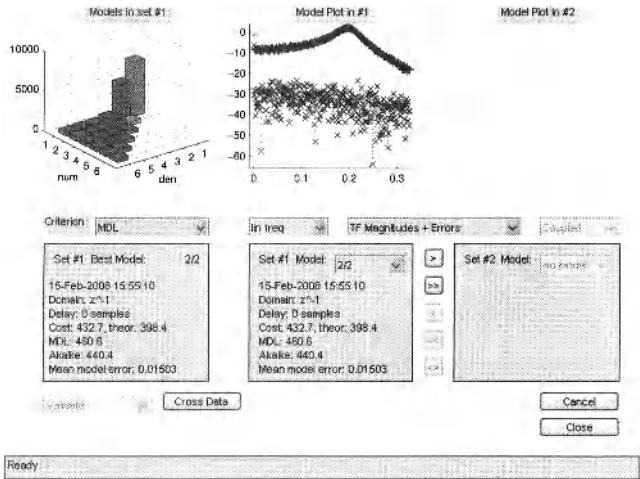 Models in set #1
Model Plot in #1
Model Plot in #2
10000
5000
0
1 2 3 4 5 6
num
6 5 4 3 2 1
den
0
-10
-20
-30
-40
-50
-60
0. 0.1 0.2 0.3
Criterion MDL
lin freq
TF Magnitudes + Errors
Coupled
Set #1 Best Model: 2/2
15-Feb-2008 15:55:10
Domain: z^-1
Delay: 0 samples
Cost: 432.7, theor: 398.4
MDL: 460.6
Akaike: 440.4
Mean model error: 0.01503
Set #1 Model: 2/2
15-Feb-2008 15:55:10
Domain: z^-1
Delay: 0 samples
Cost: 432.7, theor: 398.4
MDL: 460.6
Akaike: 440.4
Mean model error: 0.01503
>
>>
Set #2 Model: no model
Cross Data
Cancel
Close
Ready